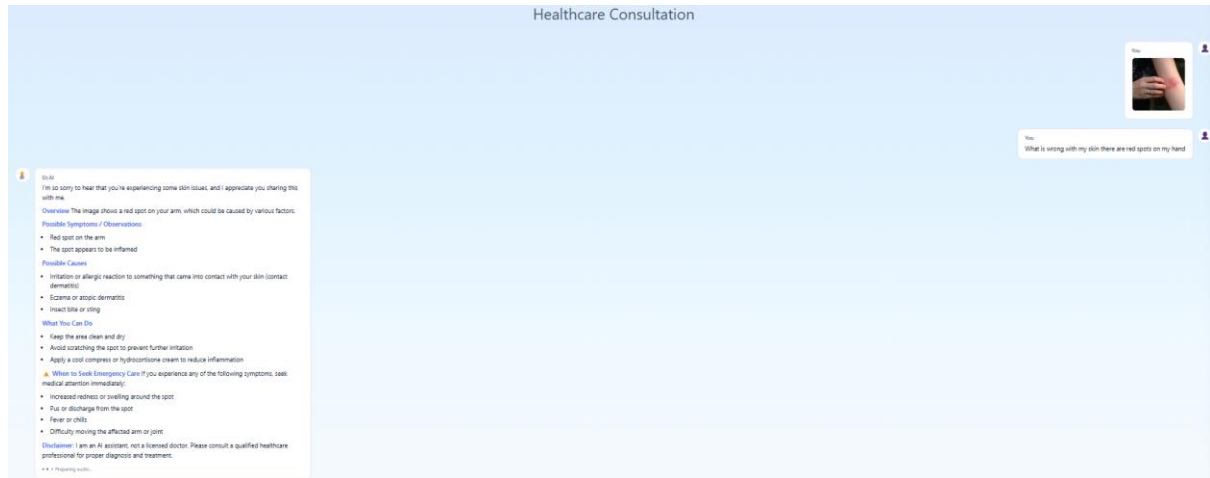 Healthcare Consultation
You
You
What is wrong with my skin there are red spots on my hand
Dr.AI
I'm so sorry to hear that you're experiencing some skin issues, and I appreciate you sharing this
with me.
Overview The image shows a red spot on your arm, which could be caused by various factors.
Possible Symptoms / Observations
• Red spot on the arm
• The spot appears to be inflamed
Possible Causes
• Irritation or allergic reaction to something that came into contact with your skin (contact
dermatitis)
• Eczema or atopic dermatitis
• Insect bite or sting
What You Can Do
• Keep the area clean and dry
• Avoid scratching the spot to prevent further irritation
• Apply a cool compress or hydrocortisone cream to reduce inflammation
⚠ When to Seek Emergency Care If you experience any of the following symptoms, seek
medical attention immediately:
• Increased redness or swelling around the spot
• Pus or discharge from the spot
• Fever or chills
• Difficulty moving the affected arm or joint
Disclaimer: I am an AI assistant, not a licensed doctor. Please consult a qualified healthcare
professional for proper diagnosis and treatment.
Preparing audio...